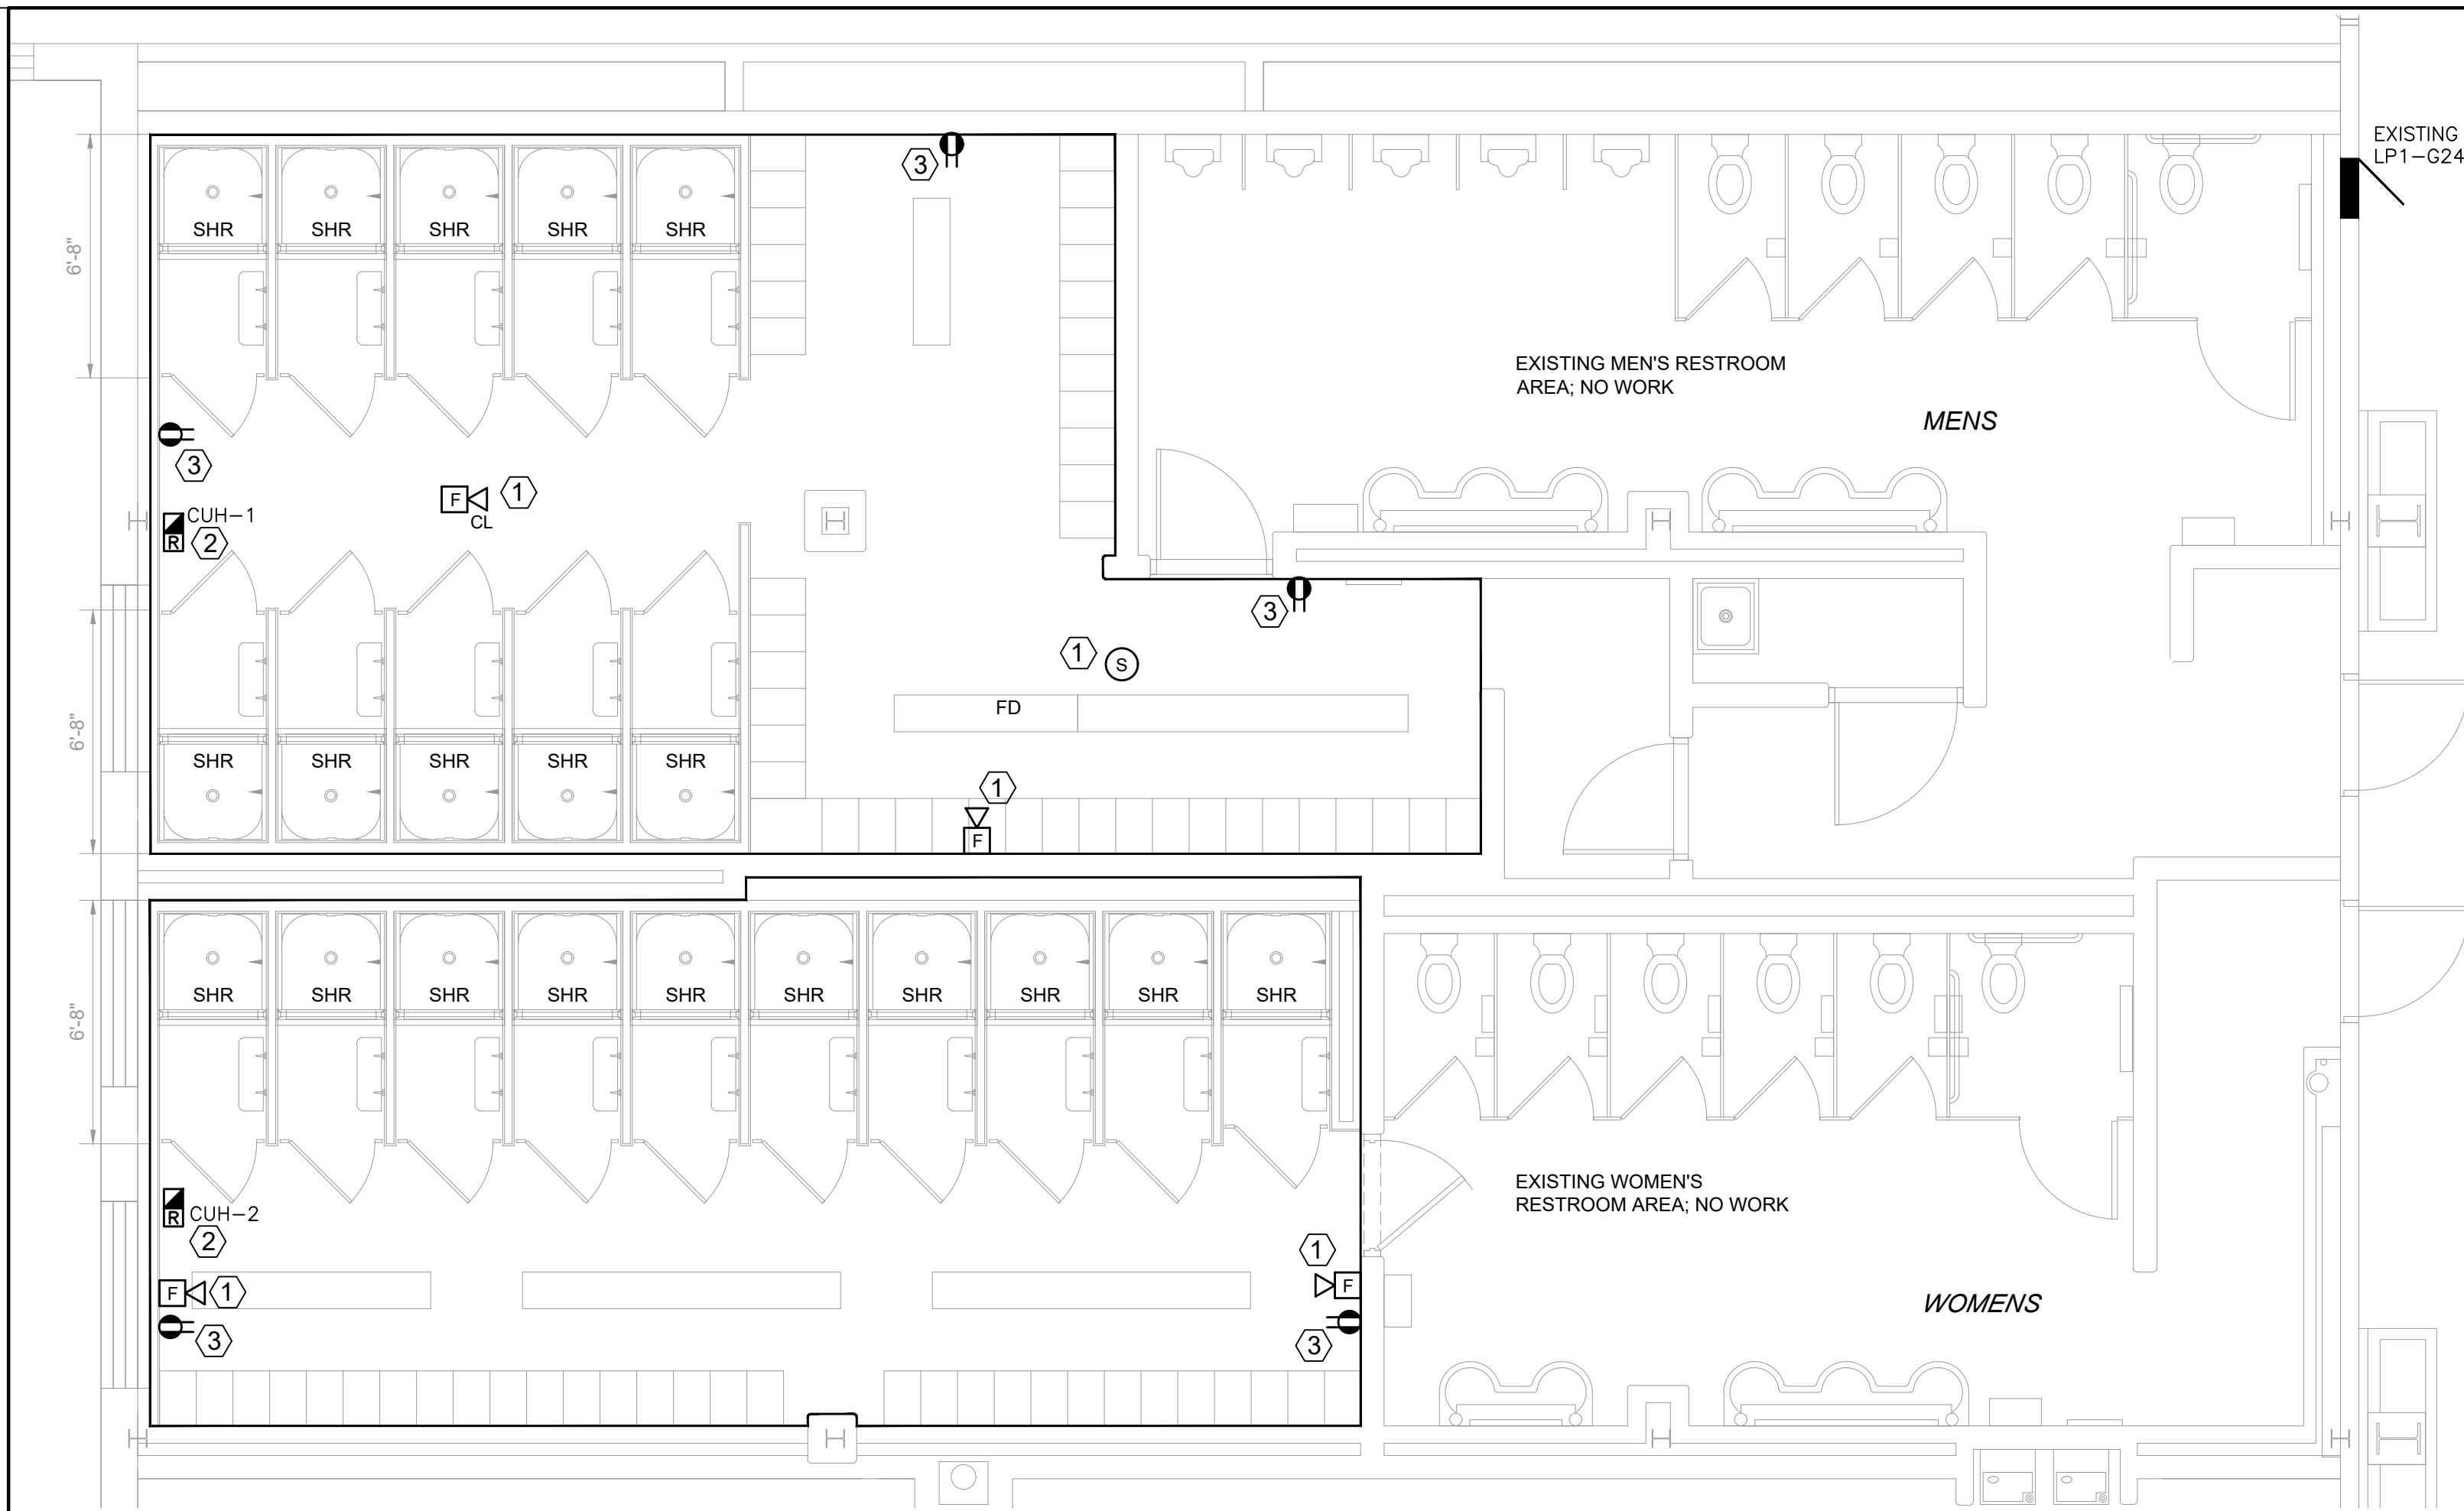 EXISTING
LP1-G24
3
6'-8"
SHR SHR SHR SHR SHR
EXISTING MEN'S RESTROOM
AREA; NO WORK
MENS
3
F 1
CL
CUH-1
R 2
3
1 S
FD
6'-8"
SHR SHR SHR SHR SHR
1
F
6'-8"
SHR SHR SHR SHR SHR SHR SHR SHR SHR SHR
EXISTING WOMEN'S
RESTROOM AREA; NO WORK
R CUH-2
2
1
F 1
F
WOMENS
3
3